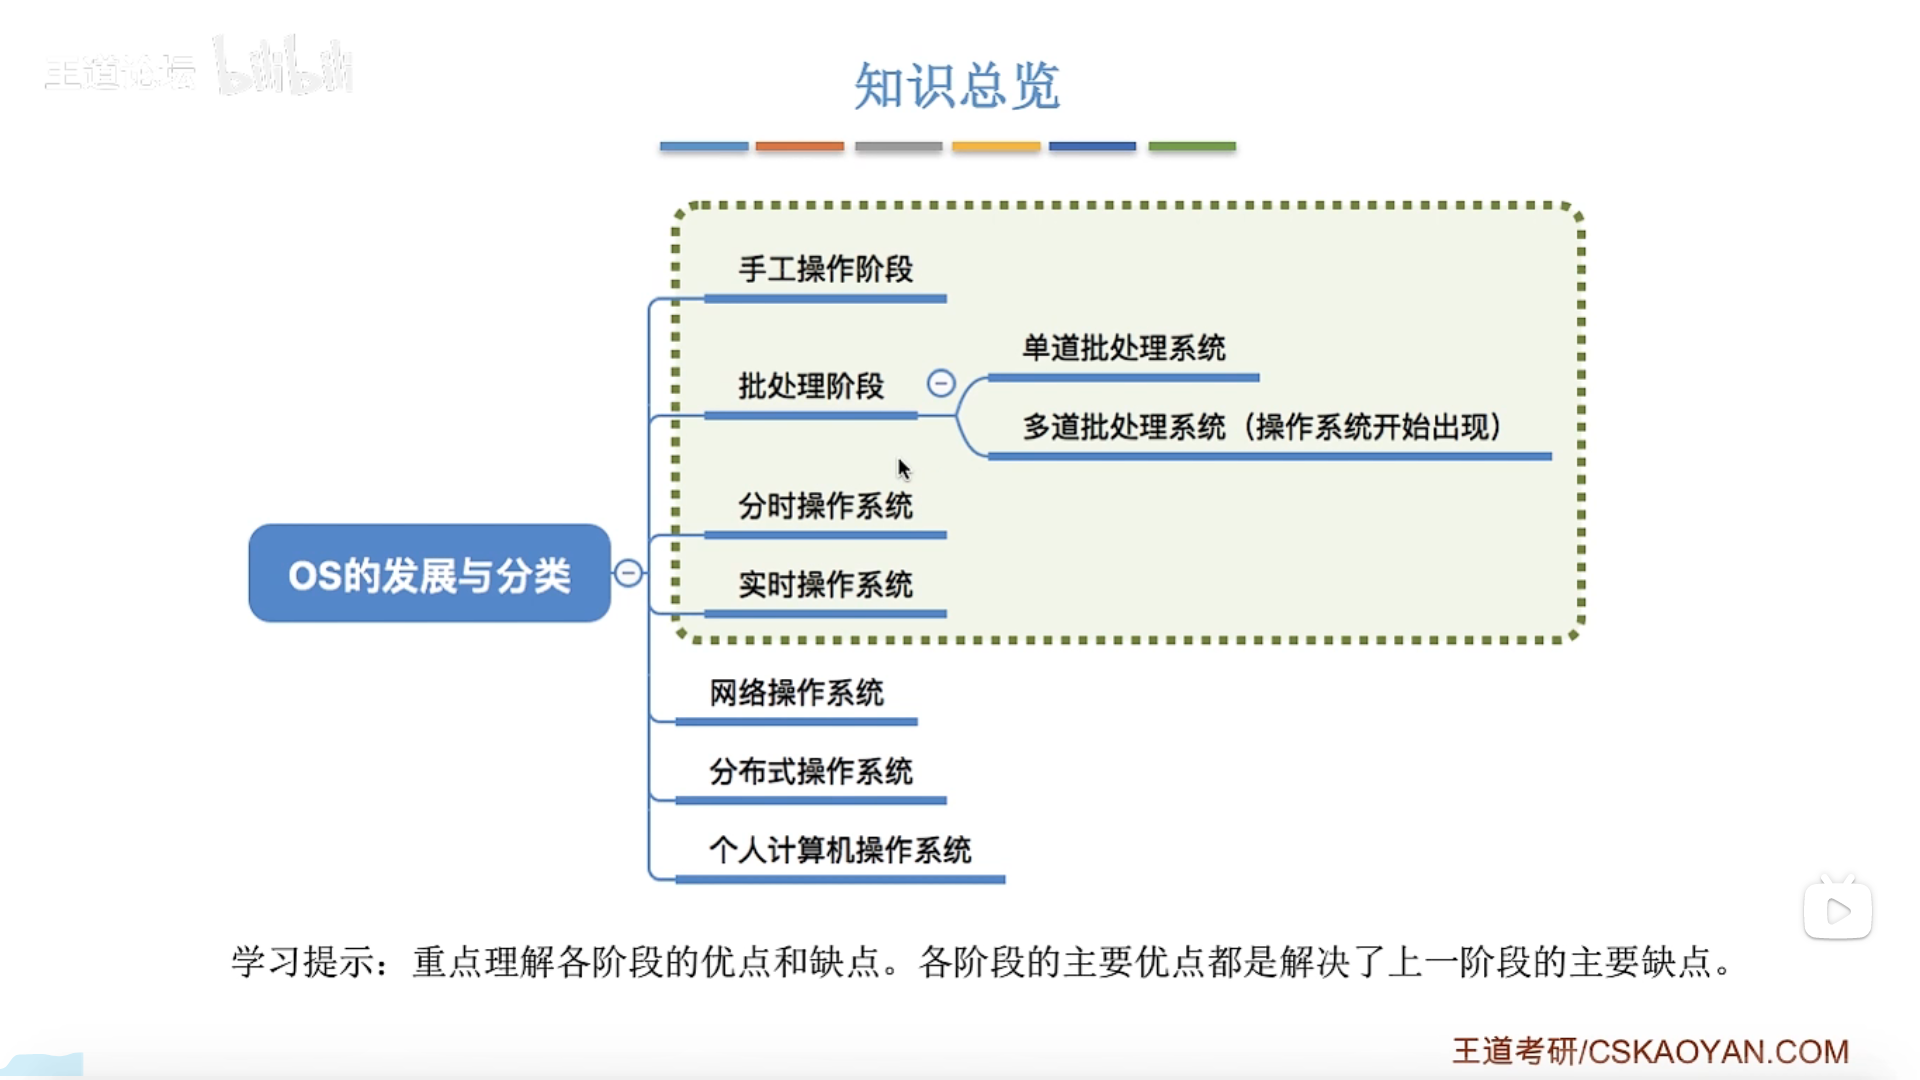 王道论坛 bilibili
知识总览
手工操作阶段
批处理阶段
单道批处理系统
多道批处理系统（操作系统开始出现）
分时操作系统
实时操作系统
OS的发展与分类
网络操作系统
分布式操作系统
个人计算机操作系统
学习提示：重点理解各阶段的优点和缺点。各阶段的主要优点都是解决了上一阶段的主要缺点。
王道考研/CSKAOYAN.COM